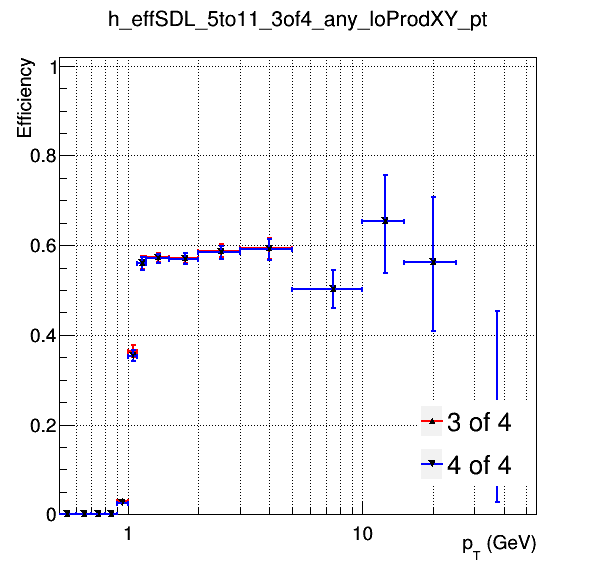 h_effSDL_5to11_3of4_any_loProdXY_pt
Efficiency
1
0.8
0.6
0.4
0.2
0
3 of 4
4 of 4
1
10
p_T (GeV)